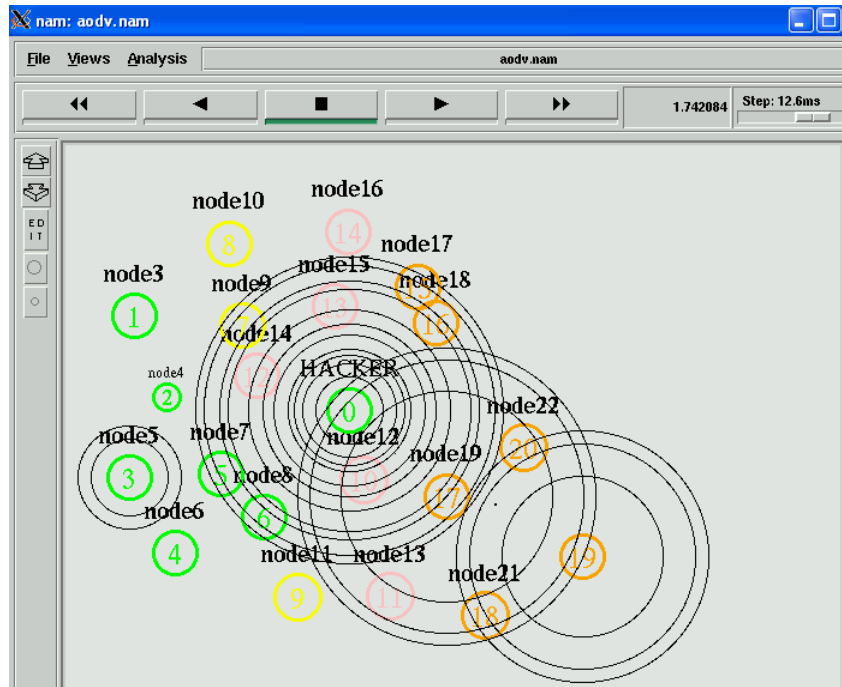 nam: aodv.nam
File Views Analysis aodv.nam
1.742084 Step: 12.6ms
E D
I T
node16
14
node10
8
node17
15
node15
13
node3
1
node9
7
node18
16
node14
12
HACKER
0
node4
2
node22
20
node5
3
node7
5
node12
10
node19
17
node8
6
node6
4
19
node11
9
node13
11
node21
18